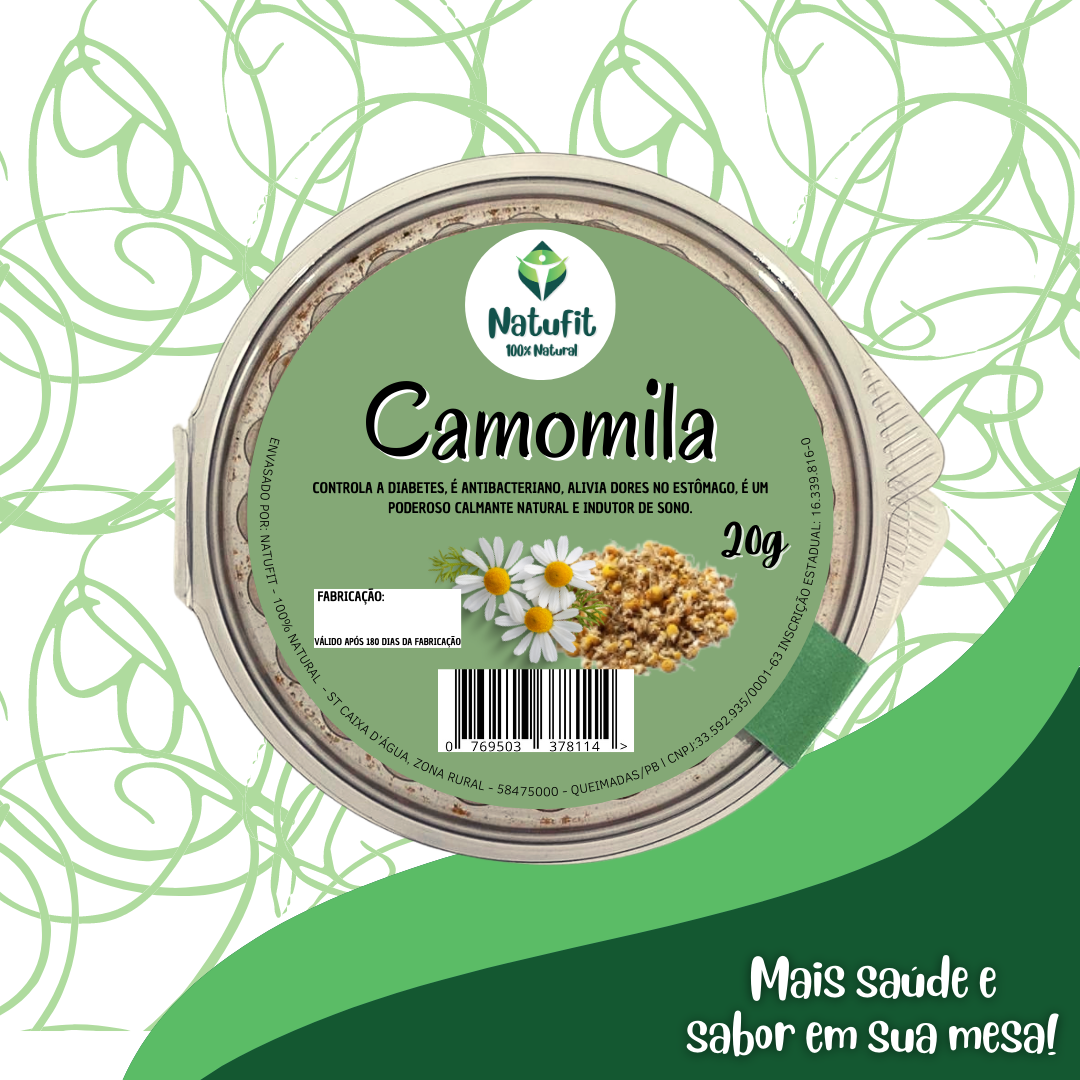 Natufit
100% Natural
Camomila
CONTROLA A DIABETES, É ANTIBACTERIANO, ALIVIA DORES NO ESTÔMAGO, É UM
PODEROSO CALMANTE NATURAL E INDUTOR DE SONO.
20g
FABRICAÇÃO:
VÁLIDO APÓS 180 DIAS DA FABRICAÇÃO
0 769503 378114 >
ENVASADO POR: NATUFIT - 100% NATURAL - ST CAIXA D'ÁGUA, ZONA RURAL - 58475000 - QUEIMADAS/PB I CNPJ:33.592.935/0001-63 INSCRIÇÃO ESTADUAL: 16.339.816-0
Mais saúde e
sabor em sua mesa!